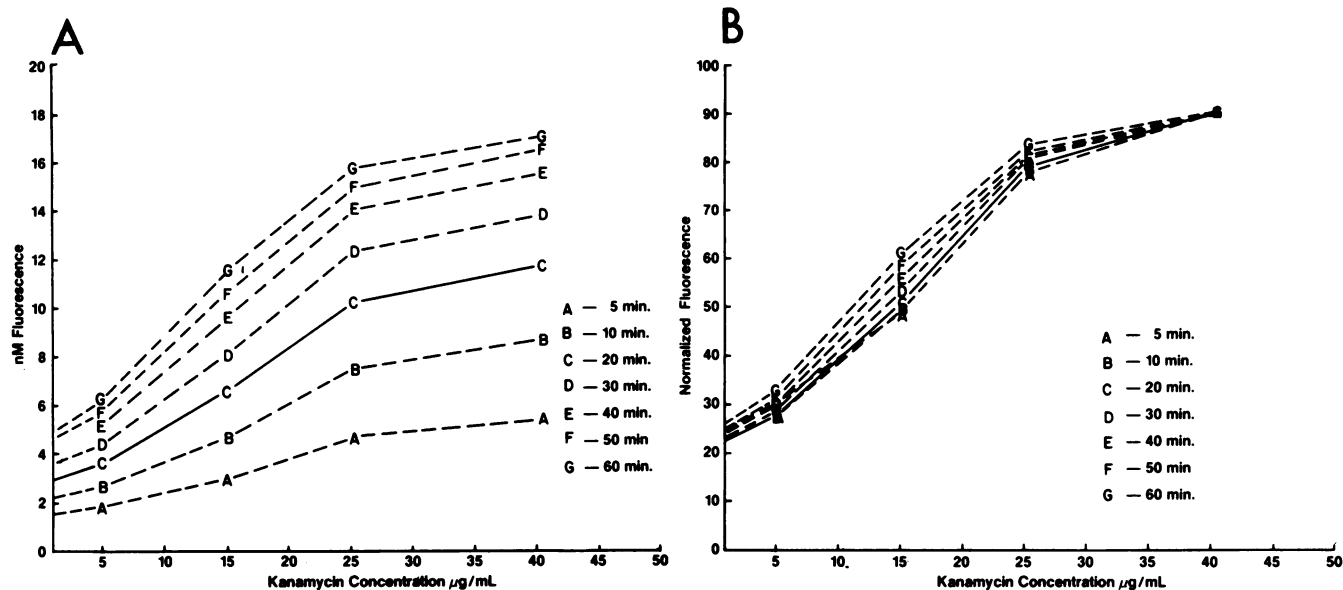 A
20
18
16
14
12
10
8
6
4
2
0
nM Fluorescence
G
F
E
D
C
B
A
G
F
E
D
C
B
A
G
F
E
D
C
B
A
G
F
E
D
C
B
A
A — 5 min.
B — 10 min.
C — 20 min.
D — 30 min.
E — 40 min.
F — 50 min.
G — 60 min.
5 10 15 20 25 30 35 40 45 50
Kanamycin Concentration µg/mL
B
100
90
80
70
60
50
40
30
20
10
0
Normalized Fluorescence
G
A
G
F
E
D
A
G
A
G
A — 5 min.
B — 10 min.
C — 20 min.
D — 30 min.
E — 40 min.
F — 50 min
G — 60 min.
5 10 15 20 25 30 35 40 45 50
Kanamycin Concentration µg/mL